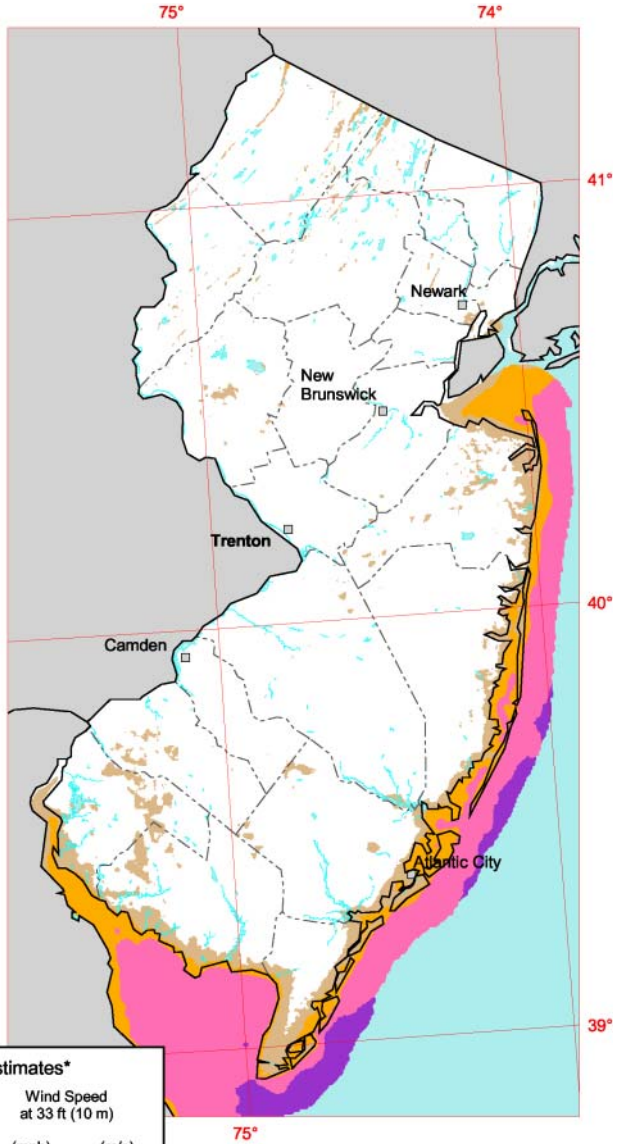 75°
74°
41°
Newark
New
Brunswick
Trenton
40°
Camden
Atlantic City
39°
Wind Speed
at 33 ft (10 m)
75°